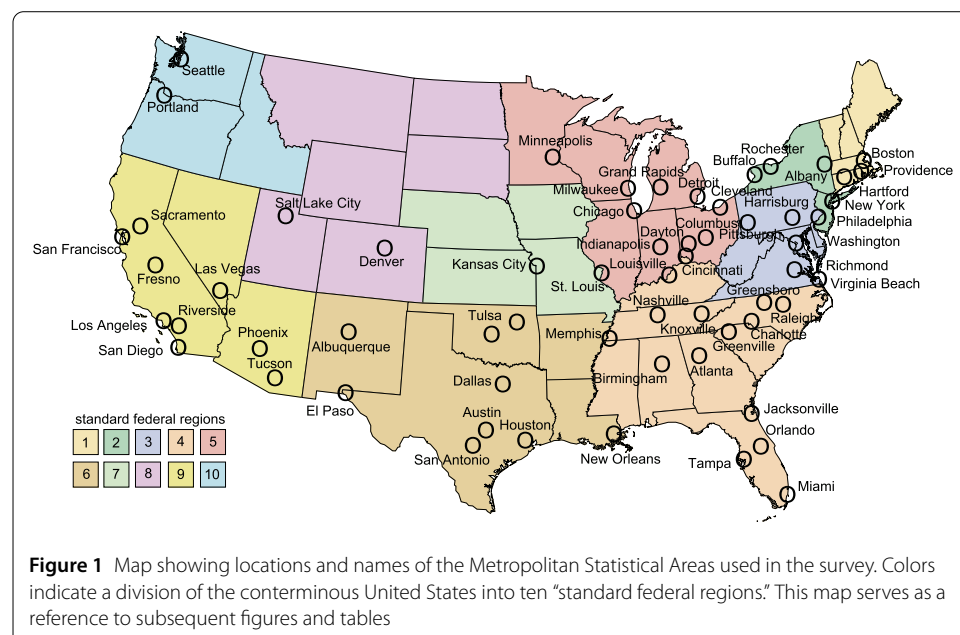 Seattle
Portland
Minneapolis
Rochester
Buffalo
Boston
Albany
Providence
Grand Rapids
Milwaukee
Detroit
Cleveland
Hartford
Harrisburg
New York
Salt Lake City
Chicago
Sacramento
Columbus
Philadelphia
Dayton
Pittsburgh
San Francisco
Indianapolis
Washington
Denver
Kansas City
Louisville
Cincinnati
Richmond
Fresno
Las Vegas
St. Louis
Virginia Beach
Greensboro
Nashville
Riverside
Tulsa
Raleigh
Los Angeles
Phoenix
Memphis
Knoxville
Charlotte
Albuquerque
Greenville
San Diego
Tucson
Atlanta
Dallas
Birmingham
El Paso
Austin
Jacksonville
Houston
Orlando
San Antonio
New Orleans
Tampa
Miami
standard federal regions
1 2 3 4 5
6 7 8 9 10
Figure 1 Map showing locations and names of the Metropolitan Statistical Areas used in the survey. Colors
indicate a division of the conterminous United States into ten “standard federal regions.” This map serves as a
reference to subsequent figures and tables